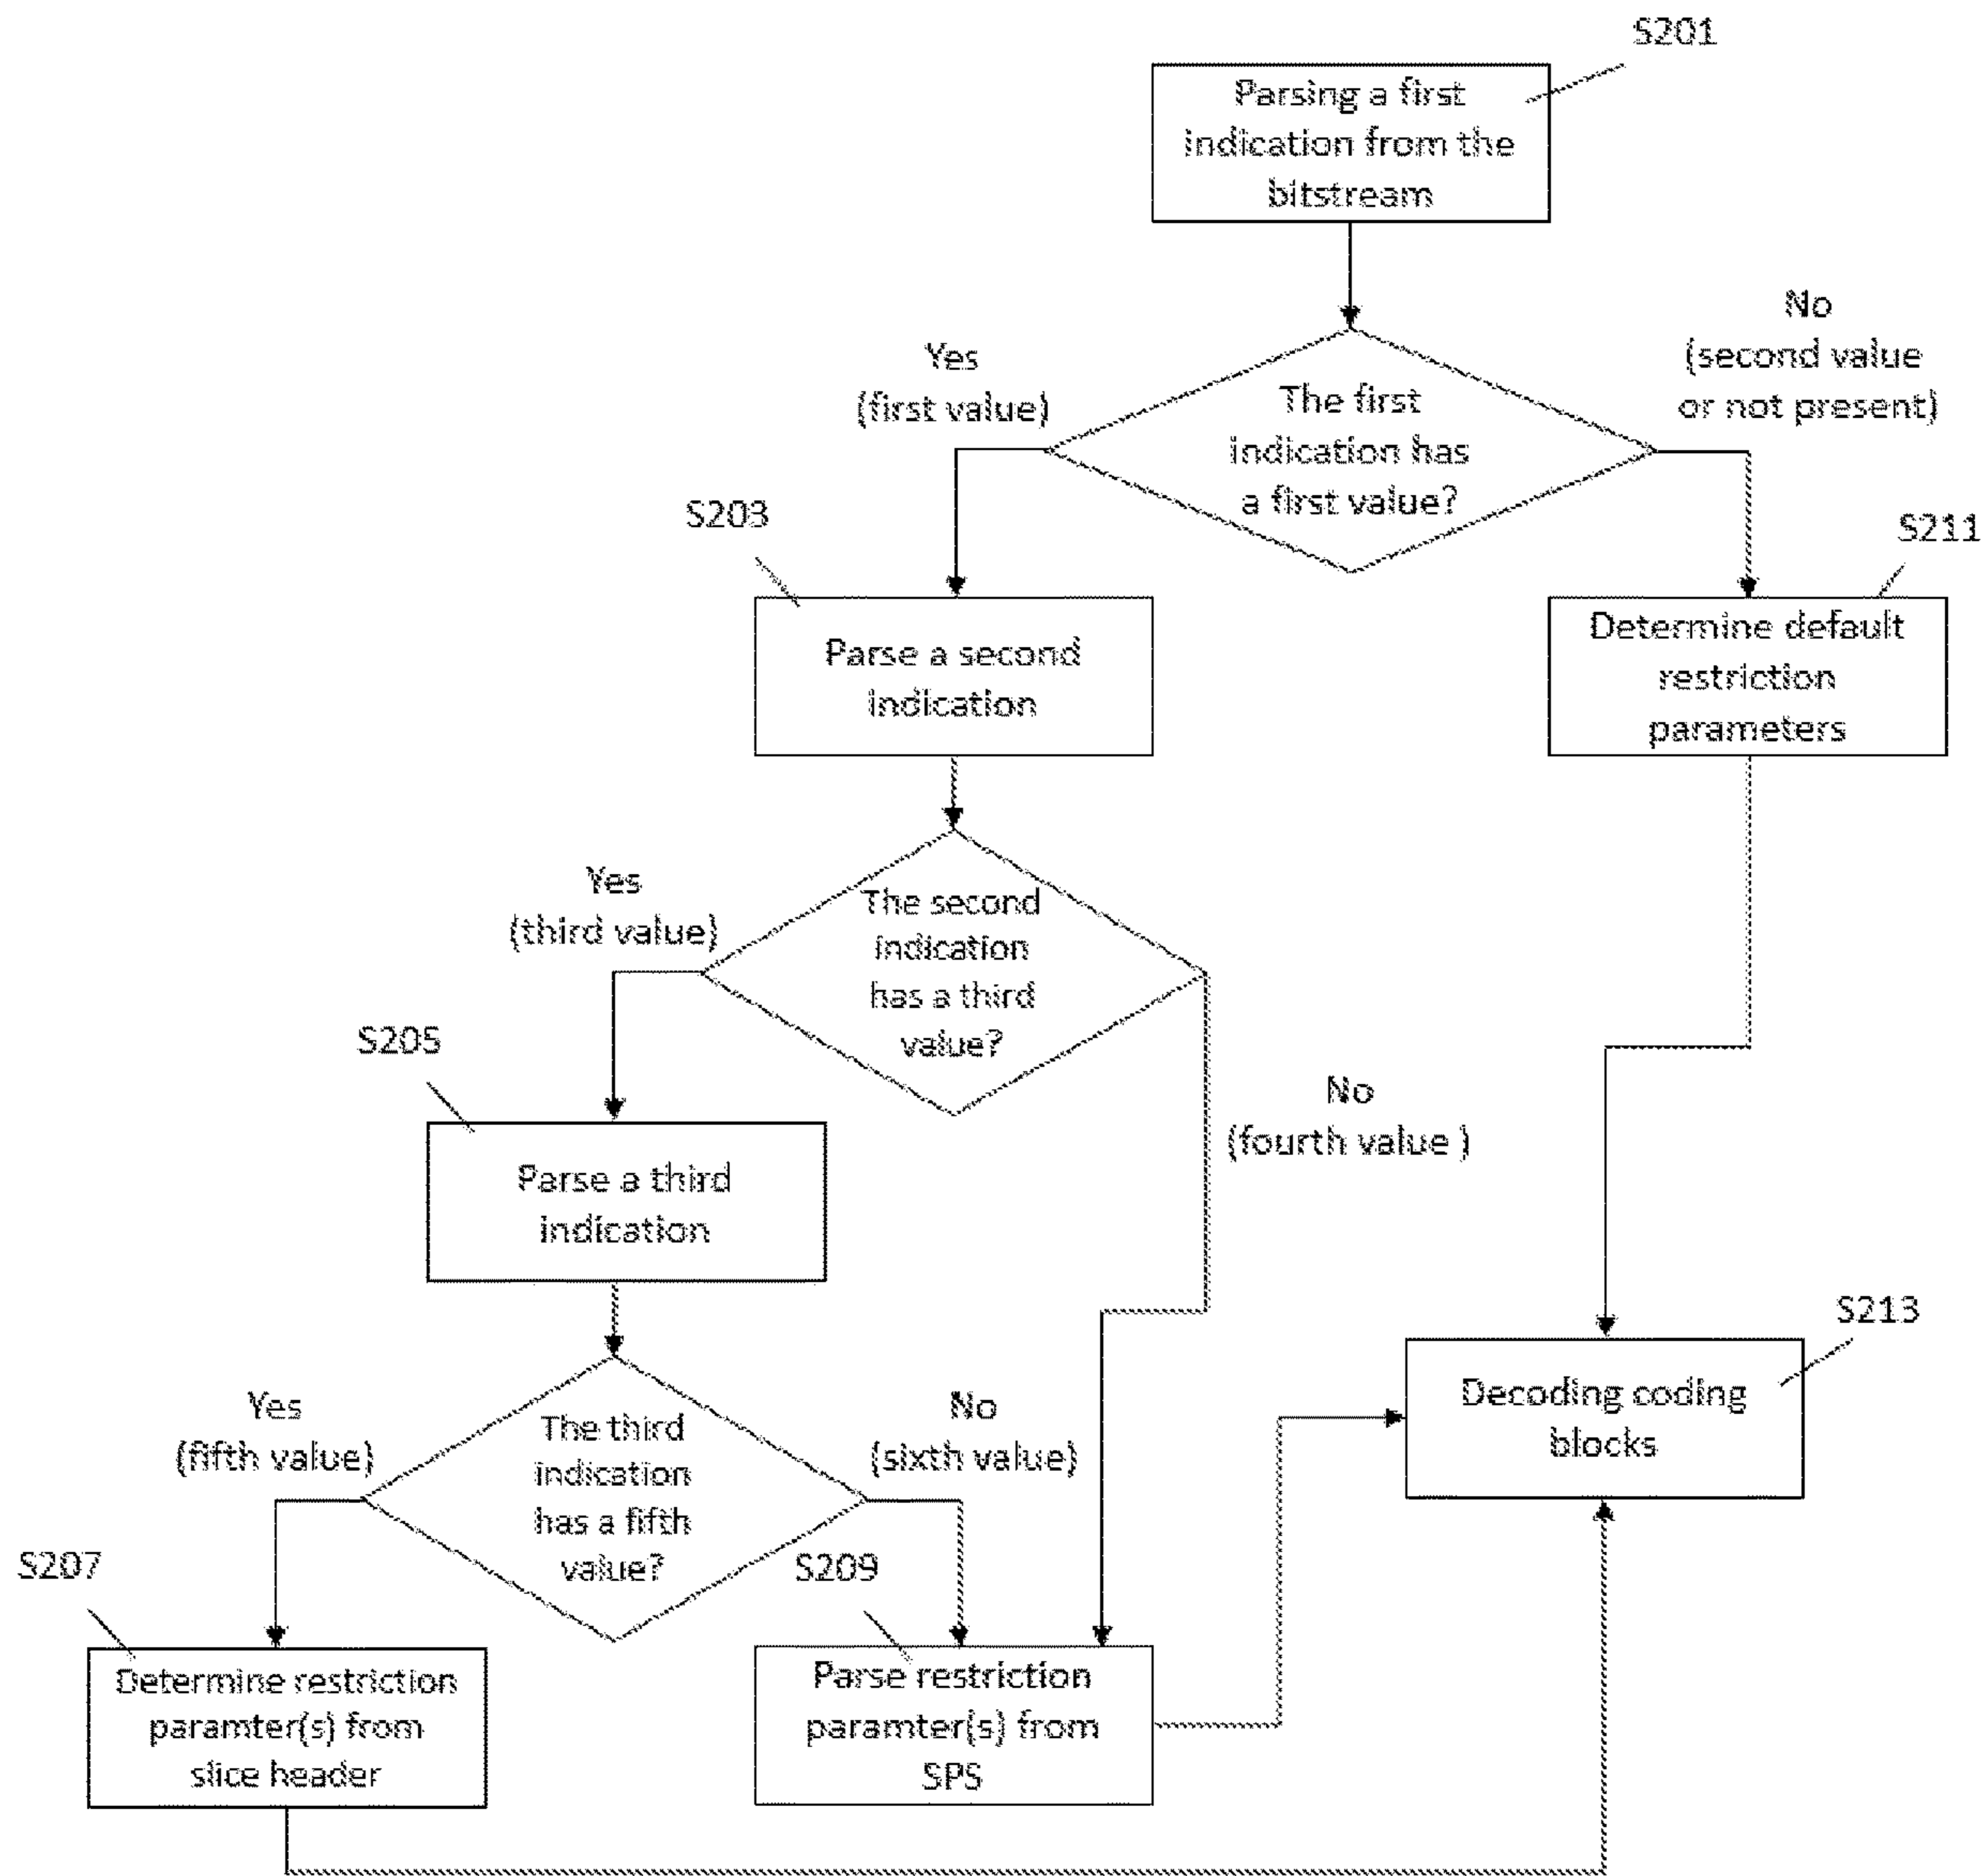 S201
Parsing a first
indication from the
bitstream
No
(second value
or not present)
Yes
(first value)
The first
indication has
a first value?
S203
S211
Parse a second
indication
Determine default
restriction
parameters
Yes
(third value)
The second
indication
has a third
value?
S205
No
(fourth value )
Parse a third
indication
S213
Decoding coding
blocks
Yes
(fifth value)
The third
indication
has a fifth
value?
No
(sixth value)
S207
S209
Determine restriction
paramter(s) from
slice header
Parse restriction
paramter(s) from
SPS